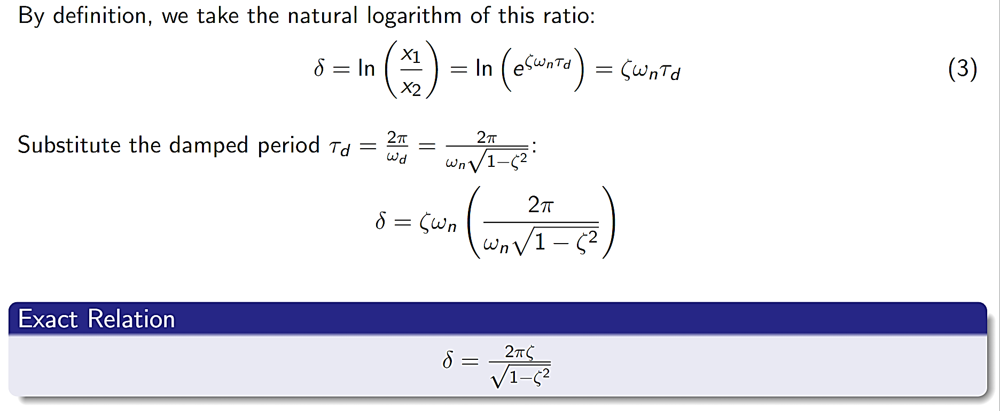 By definition, we take the natural logarithm of this ratio:
$\delta = \ln\left(\frac{x_1}{x_2}\right) = \ln\left(e^{\zeta\omega_n\tau_d}\right) = \zeta\omega_n\tau_d$ (3)
Substitute the damped period $\tau_d = \frac{2\pi}{\omega_d} = \frac{2\pi}{\omega_n\sqrt{1-\zeta^2}}$:
$\delta = \zeta\omega_n\left(\frac{2\pi}{\omega_n\sqrt{1-\zeta^2}}\right)$
Exact Relation
$\delta = \frac{2\pi\zeta}{\sqrt{1-\zeta^2}}$